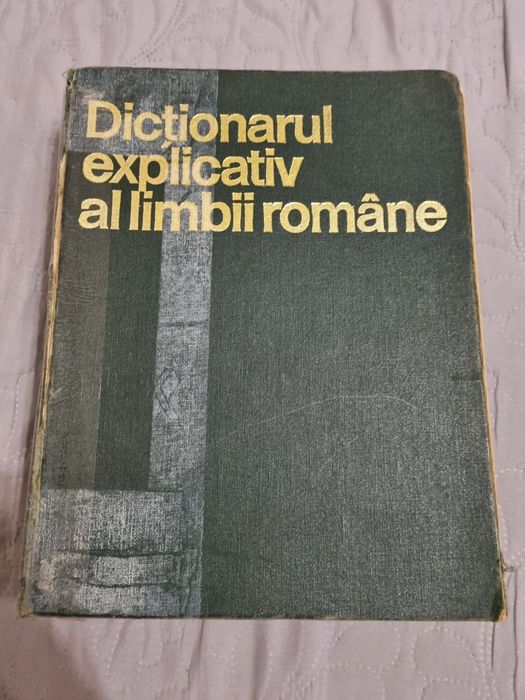 Dicționarul
explicativ
al limbii române